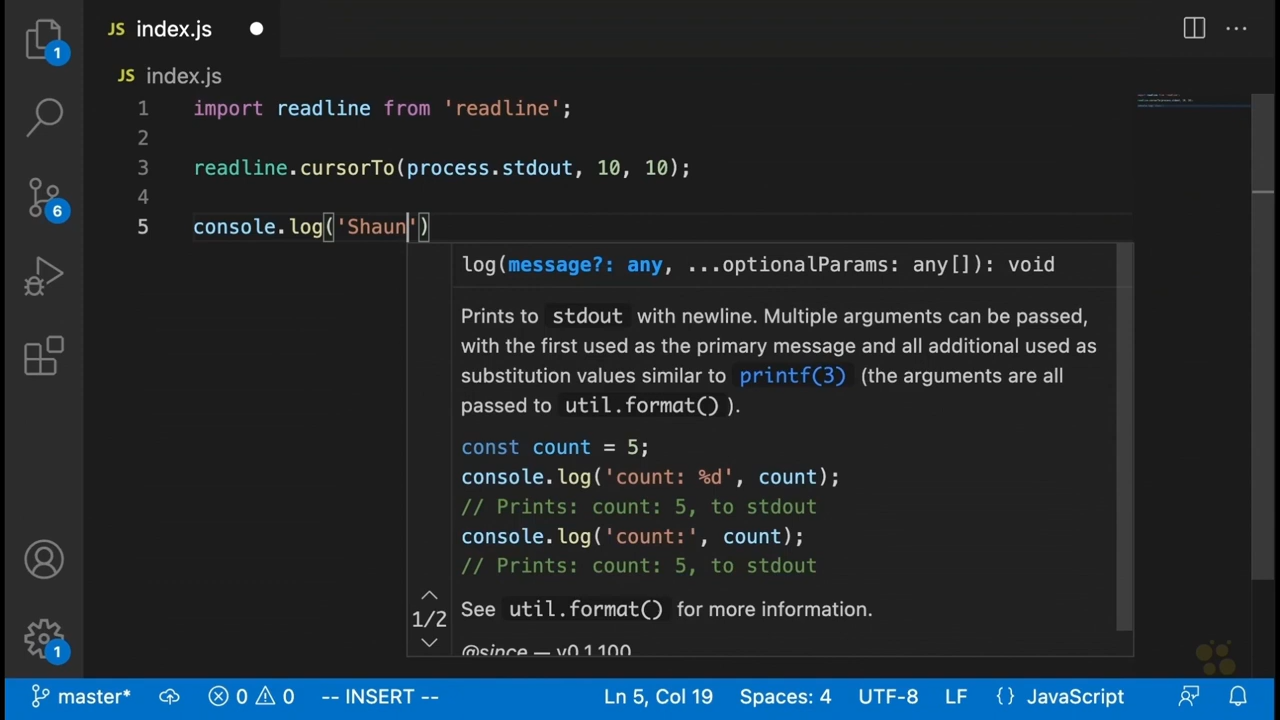 JS index.js
JS index.js
1 import readline from 'readline';
2
3 readline.cursorTo(process.stdout, 10, 10);
4
5 console.log('Shaun')
log(message?: any, ...optionalParams: any[]): void
Prints to stdout with newline. Multiple arguments can be passed,
with the first used as the primary message and all additional used as
substitution values similar to printf(3) (the arguments are all
passed to util.format() ).
const count = 5;
console.log('count: %d', count);
// Prints: count: 5, to stdout
console.log('count:', count);
// Prints: count: 5, to stdout
See util.format() for more information.
@since — v0.1.100
1/2
1
6
1
master* 0 0 -- INSERT -- Ln 5, Col 19 Spaces: 4 UTF-8 LF {} JavaScript